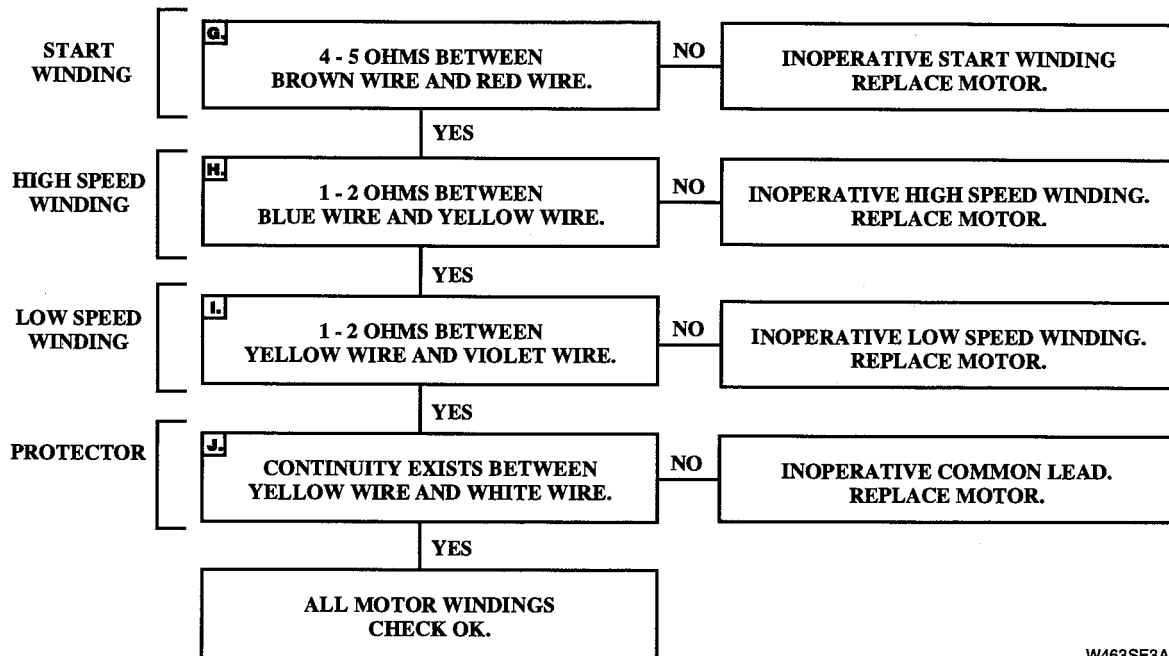 START
WINDING
G.
4 - 5 OHMS BETWEEN
BROWN WIRE AND RED WIRE.
NO
INOPERATIVE START WINDING
REPLACE MOTOR.
YES
HIGH SPEED
WINDING
H.
1 - 2 OHMS BETWEEN
BLUE WIRE AND YELLOW WIRE.
NO
INOPERATIVE HIGH SPEED WINDING.
REPLACE MOTOR.
YES
LOW SPEED
WINDING
I.
1 - 2 OHMS BETWEEN
YELLOW WIRE AND VIOLET WIRE.
NO
INOPERATIVE LOW SPEED WINDING.
REPLACE MOTOR.
YES
PROTECTOR
J.
CONTINUITY EXISTS BETWEEN
YELLOW WIRE AND WHITE WIRE.
NO
INOPERATIVE COMMON LEAD.
REPLACE MOTOR.
YES
ALL MOTOR WINDINGS
CHECK OK.
W463SE3A